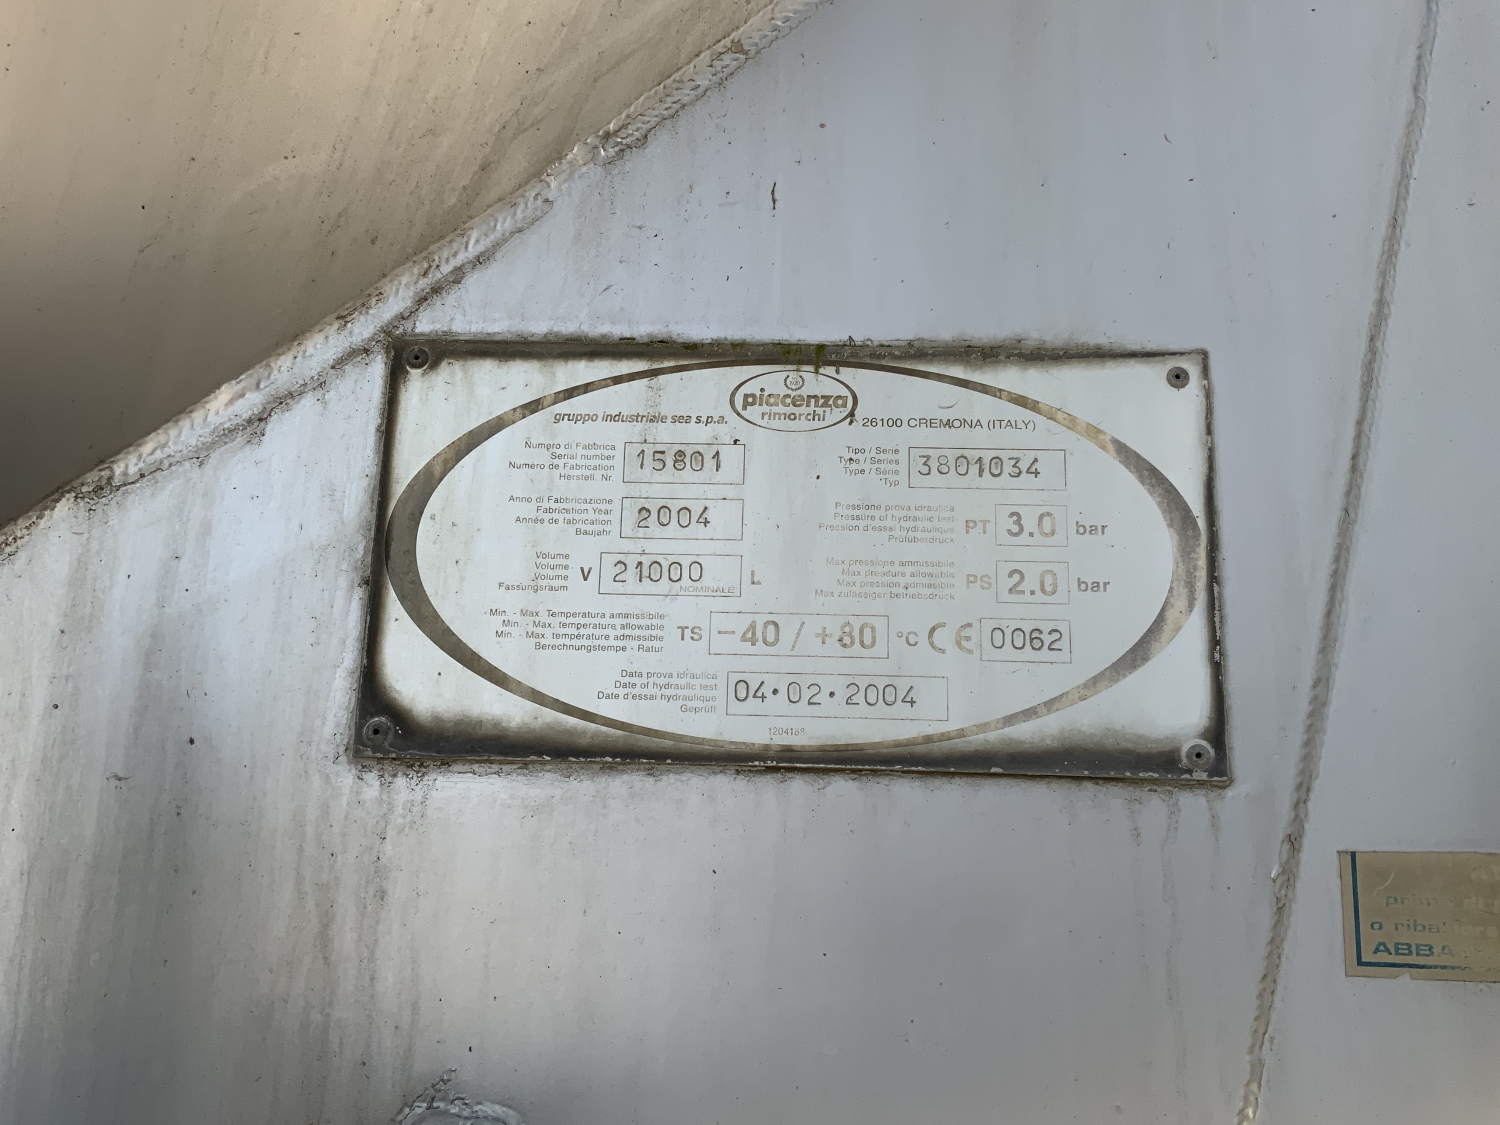 piacenza
rimorchi
gruppo industriale sea s.p.a.
26100 CREMONA (ITALY)
Numero di Fabbrica
Serial number
Numéro de Fabrication
Herstell. Nr.
15801
Tipo / Serie
Type / Series
Type / Série
Typ
3801034
Anno di Fabbricazione
Fabrication Year
Année de fabrication
Baujahr
2004
Pressione prova idraulica
Pressure of hydraulic test
Pression d'essai hydraulique
Prüfüberdruck
PT 3.0 bar
Volume
Volume
Volume
Fassungsraum
V 21000 L
NOMINALE
Max pressione ammissibile
Max pressure allowable
Max pression admissible
Max zulässiger betriebsdruck
PS 2.0 bar
Min. - Max. Temperatura ammissibile
Min. - Max. temperature allowable
Min. - Max. température admissible
Berechnungstempe - Ratur
TS -40 / +80 °C CE 0062
Data prova idraulica
Date of hydraulic test
Date d'essai hydraulique
Geprüft
04•02•2004
1204188
o
ABBA